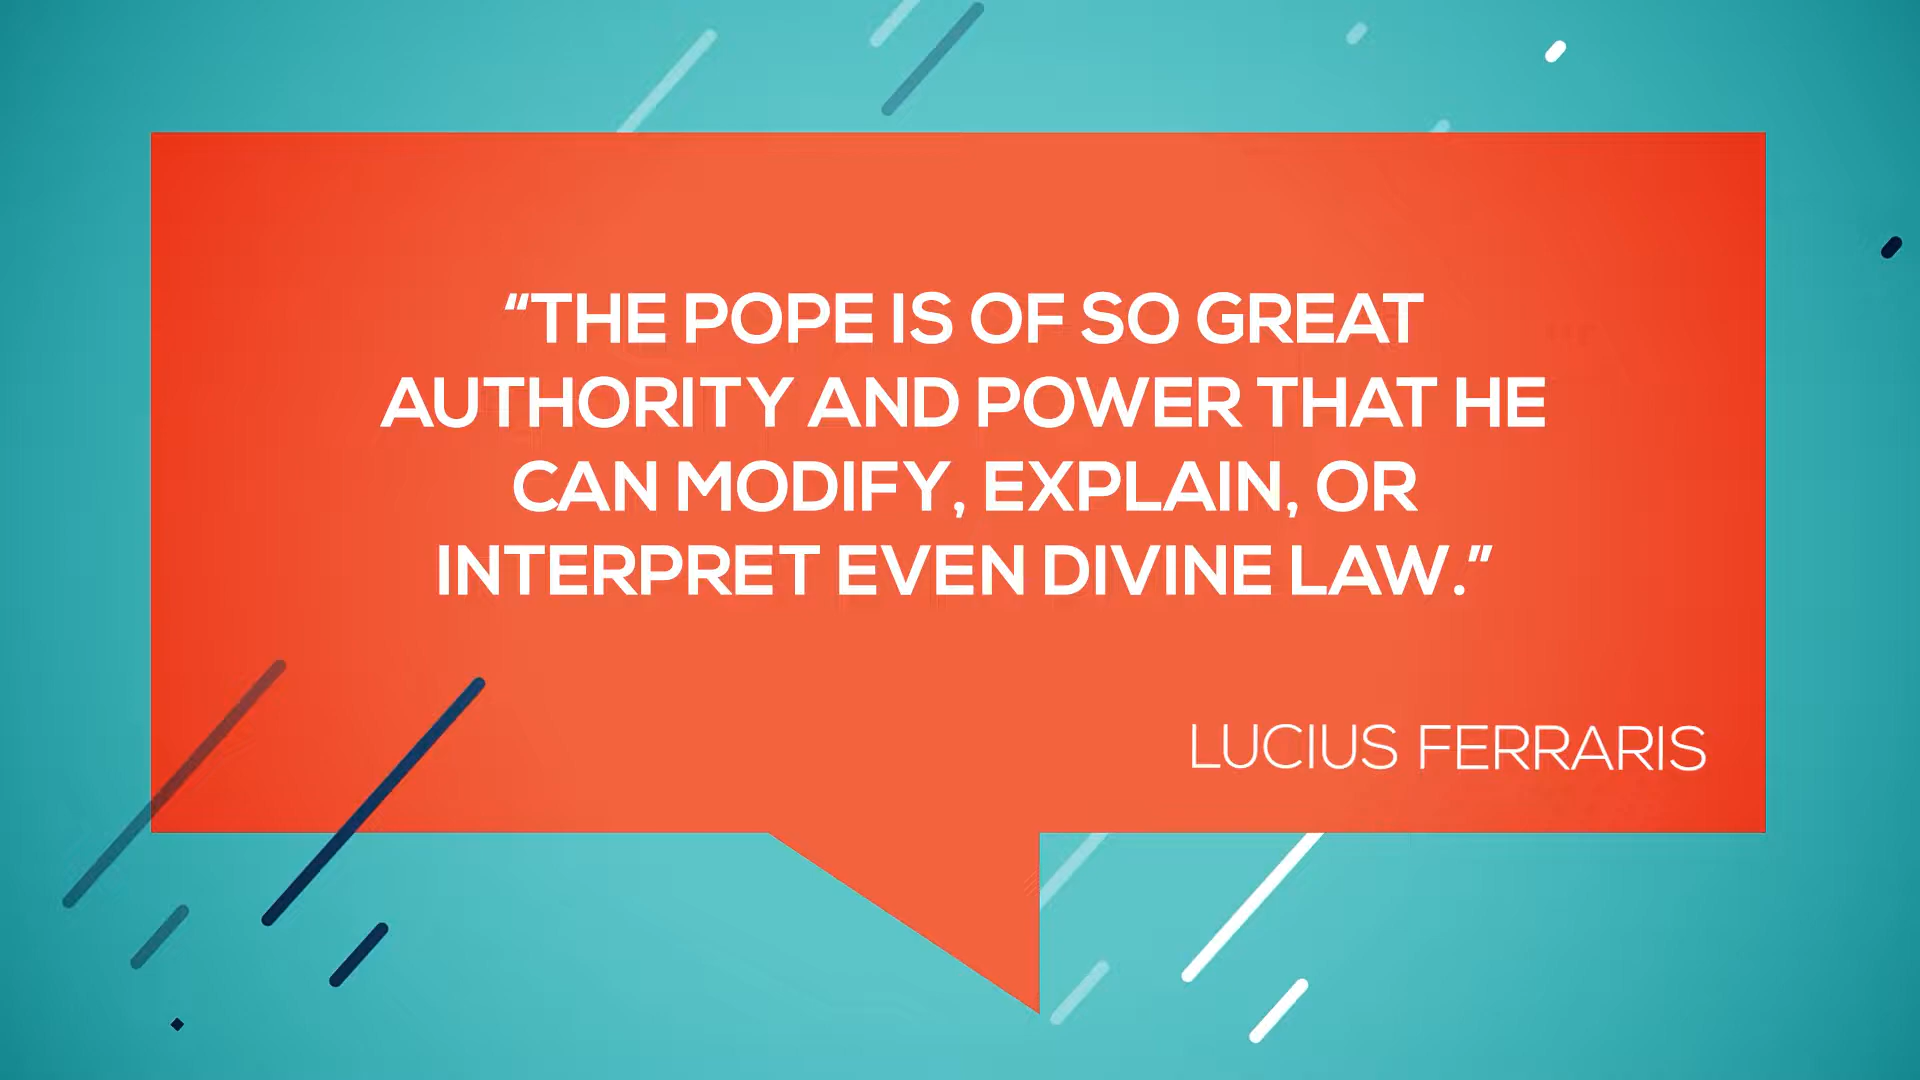 “THE POPE IS OF SO GREAT
AUTHORITY AND POWER THAT HE
CAN MODIFY, EXPLAIN, OR
INTERPRET EVEN DIVINE LAW.”
LUCIUS FERRARIS